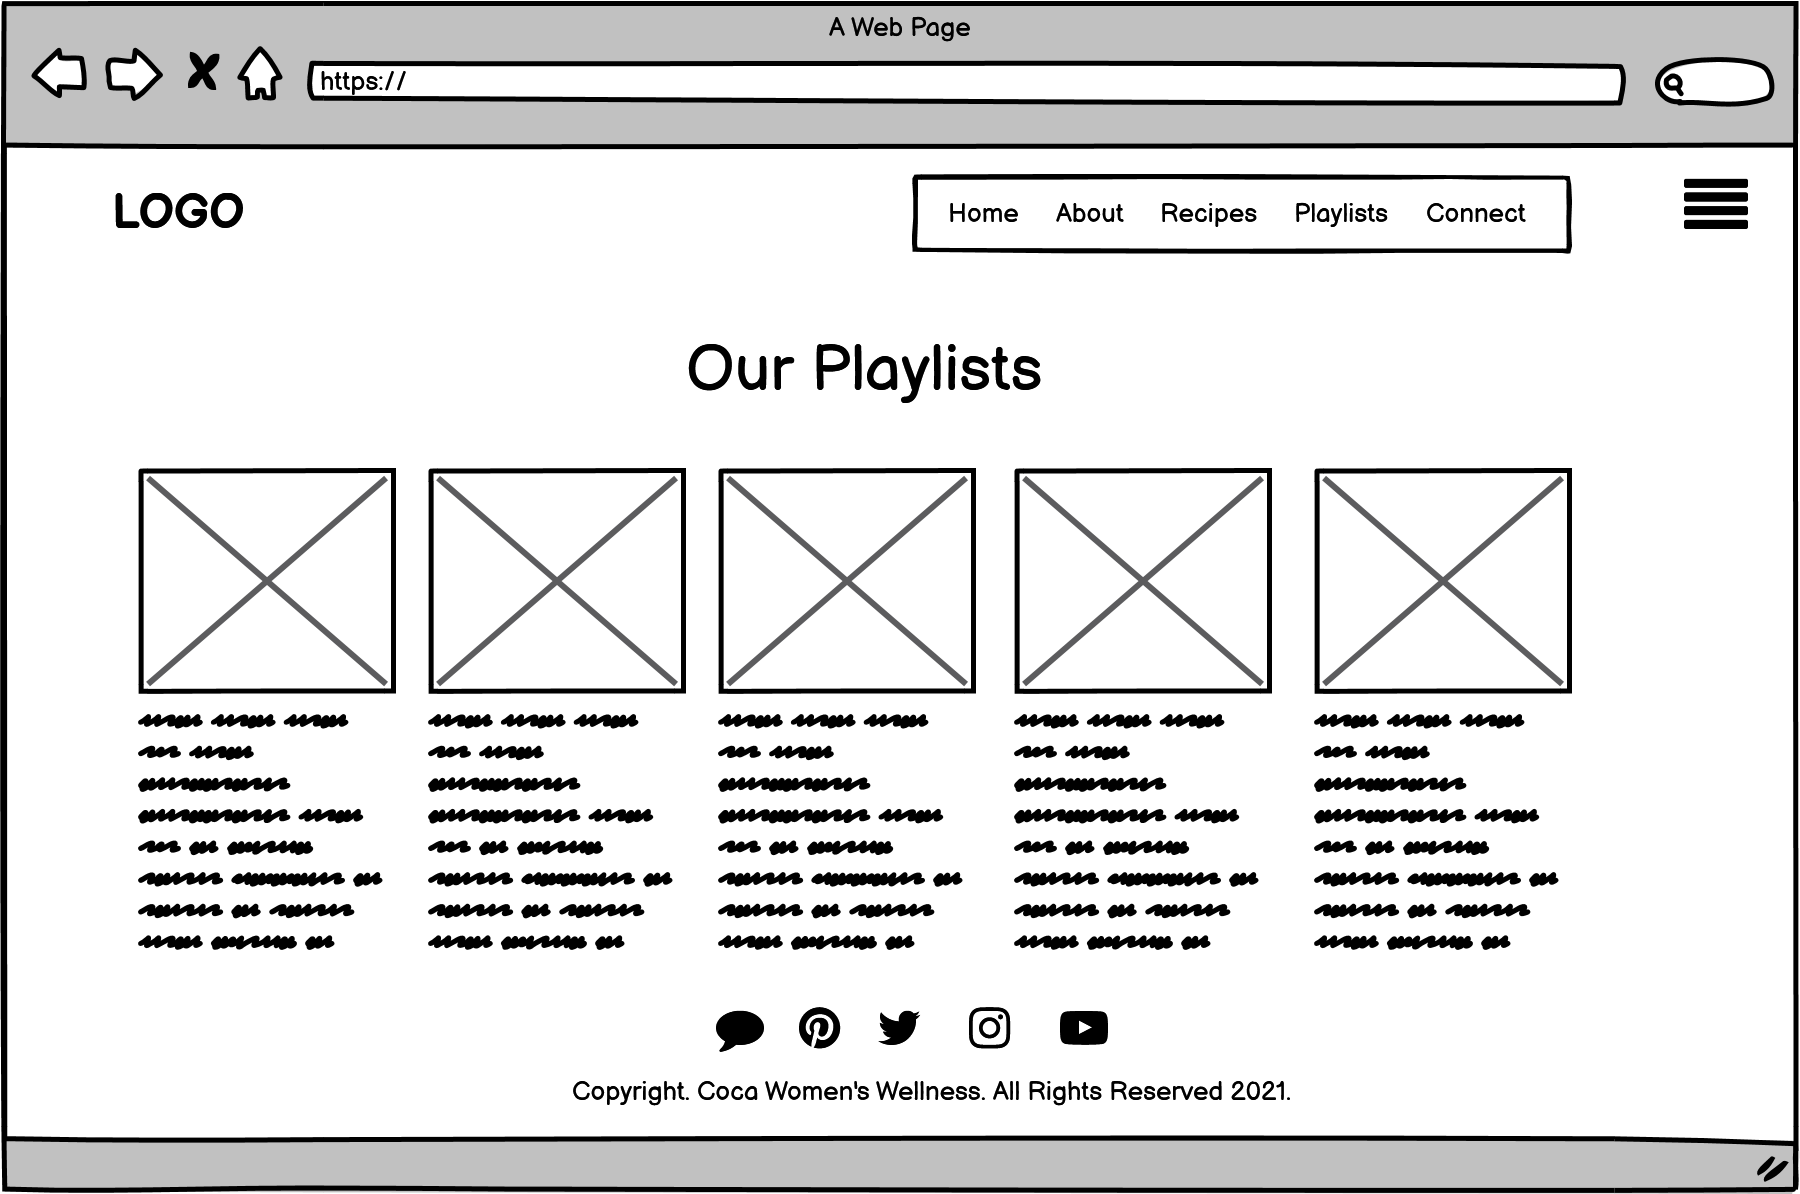 A Web Page
https://
LOGO
Home About Recipes Playlists Connect
Our Playlists
Copyright. Coca Women's Wellness. All Rights Reserved 2021.